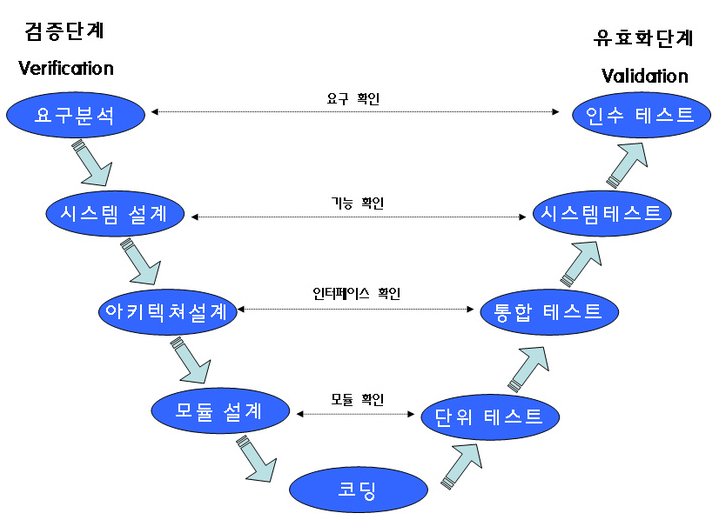 검증단계
Verification
유효화단계
Validation
요구분석
요구 확인
인수 테스트
시스템 설계
기능 확인
시스템테스트
아키텍쳐설계
인터페이스 확인
통합 테스트
모듈 설계
모듈 확인
단위 테스트
코딩